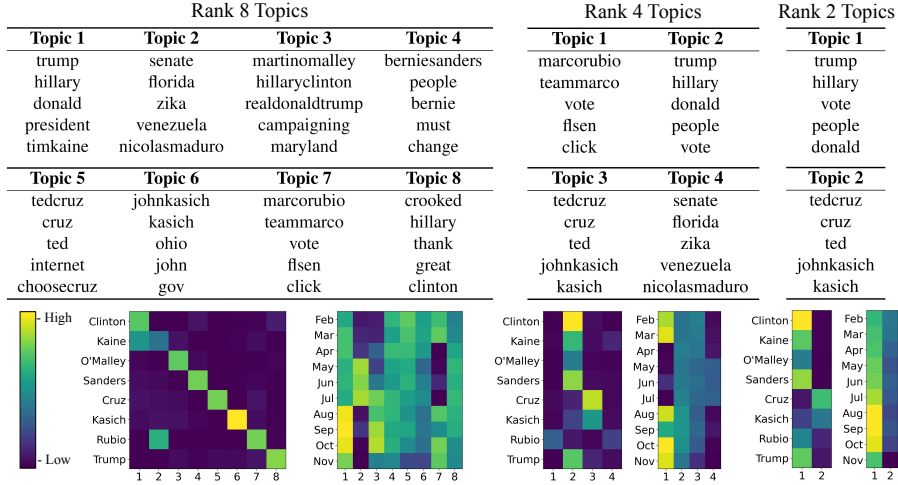 Rank 8 Topics
Topic 1 Topic 2 Topic 3 Topic 4
trump senate martinomalley berniesanders
hillary florida hillaryclinton people
donald zika realdonaldtrump bernie
president venezuela campaigning must
timkaine nicolasmaduro maryland change
Topic 5 Topic 6 Topic 7 Topic 8
tedcruz johnkasich marcorubio crooked
cruz kasich teammarco hillary
ted ohio vote thank
internet john flsen great
choosecruz gov click clinton
Rank 4 Topics
Topic 1 Topic 2
marcorubio trump
teammarco hillary
vote donald
flsen people
click vote
Topic 3 Topic 4
tedcruz senate
cruz florida
ted zika
johnkasich venezuela
kasich nicolasmaduro
Rank 2 Topics
Topic 1
trump
hillary
vote
people
donald
Topic 2
tedcruz
cruz
ted
johnkasich
kasich
- High
- Low
Clinton
Kaine
O'Malley
Sanders
Cruz
Kasich
Rubio
Trump
1 2 3 4 5 6 7 8
Feb
Mar
Apr
May
Jun
Jul
Aug
Sep
Oct
Nov
1 2 3 4 5 6 7 8
Clinton
Kaine
O'Malley
Sanders
Cruz
Kasich
Rubio
Trump
1 2 3 4
Feb
Mar
Apr
May
Jun
Jul
Aug
Sep
Oct
Nov
1 2 3 4
Clinton
Kaine
O'Malley
Sanders
Cruz
Kasich
Rubio
Trump
1 2
Feb
Mar
Apr
May
Jun
Jul
Aug
Sep
Oct
Nov
1 2